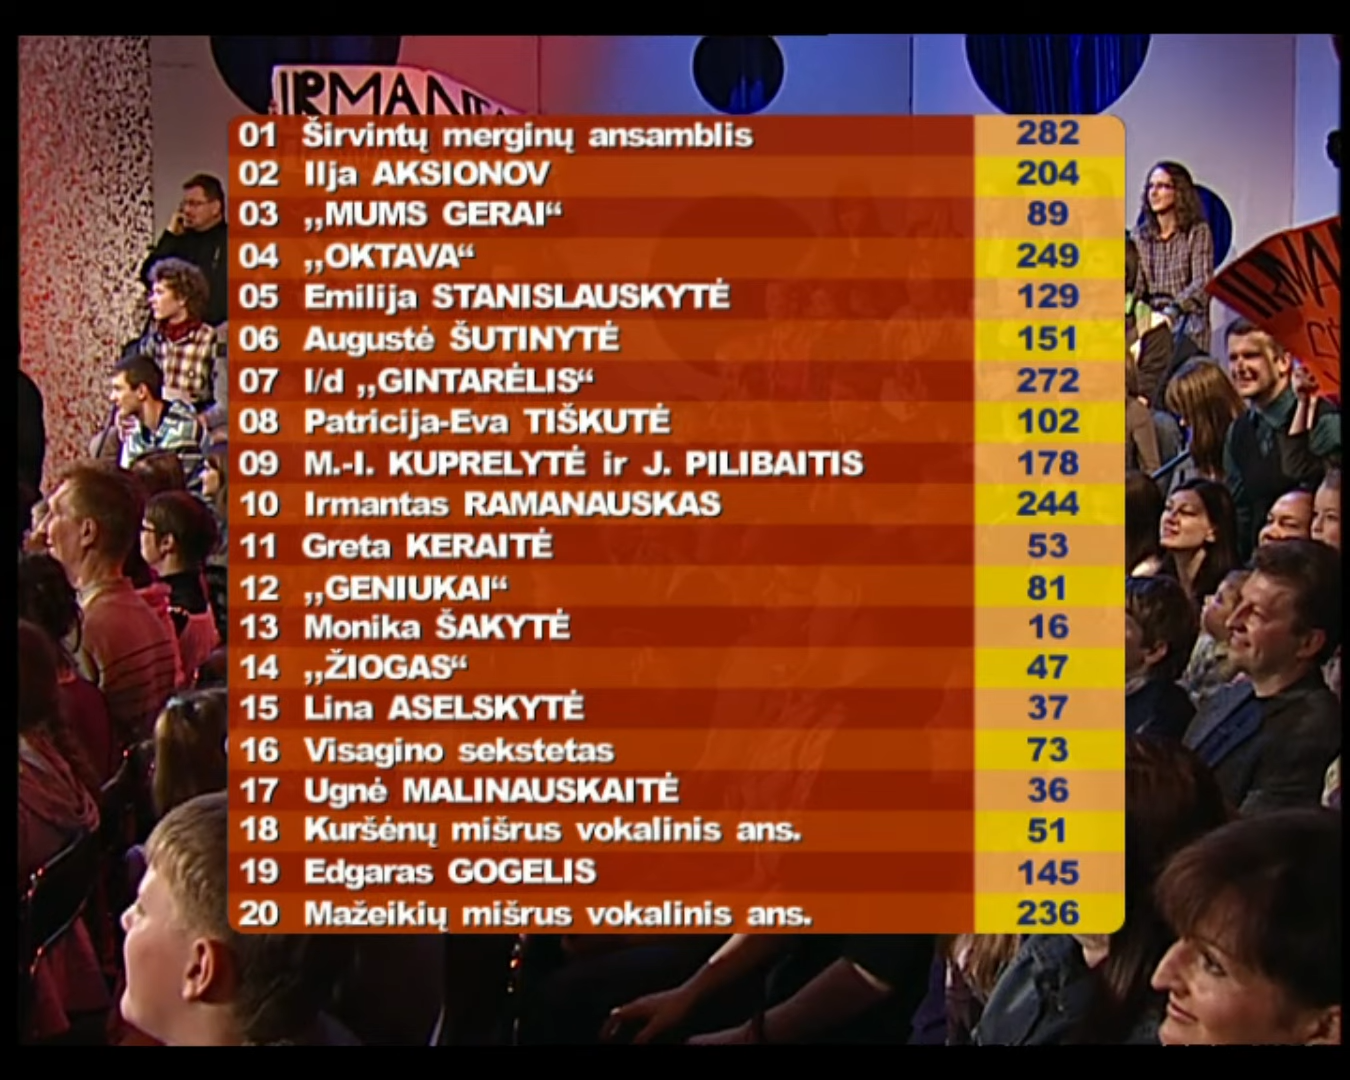 IRMANTA
01 Širvintų merginų ansamblis 282
02 Ilja AKSIONOV 204
03 „MUMS GERAI“ 89
04 „OKTAVA“ 249
05 Emilija STANISLAUSKYTĖ 129
06 Augustė ŠUTINYTĖ 151
07 I/d „GINTARĖLIS“ 272
08 Patricija-Eva TIŠKUTĖ 102
09 M.-I. KUPRELYTĖ ir J. PILIBAITIS 178
10 Irmantas RAMANAUSKAS 244
11 Greta KERAITĖ 53
12 „GENIUKAI“ 81
13 Monika ŠAKYTĖ 16
14 „ŽIOGAS“ 47
15 Lina ASELSKYTĖ 37
16 Visagino sekstetas 73
17 Ugnė MALINAUSKAITĖ 36
18 Kuršėnų mišrus vokalinis ans. 51
19 Edgaras GOGELIS 145
20 Mažeikių mišrus vokalinis ans. 236
IRMA